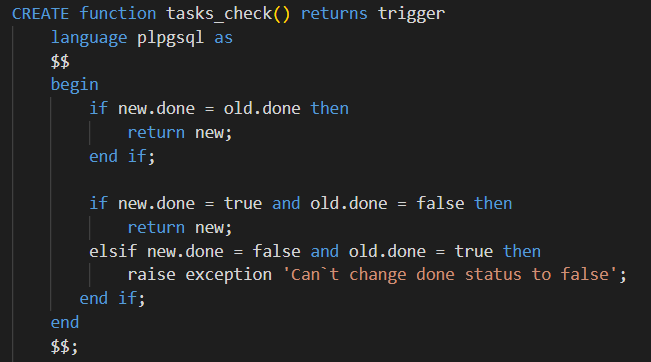 CREATE function tasks_check() returns trigger
    language plpgsql as
    $$
    begin
        if new.done = old.done then
            return new;
        end if;

        if new.done = true and old.done = false then
            return new;
        elsif new.done = false and old.done = true then
            raise exception 'Can`t change done status to false';
       end if;
    end
    $$;